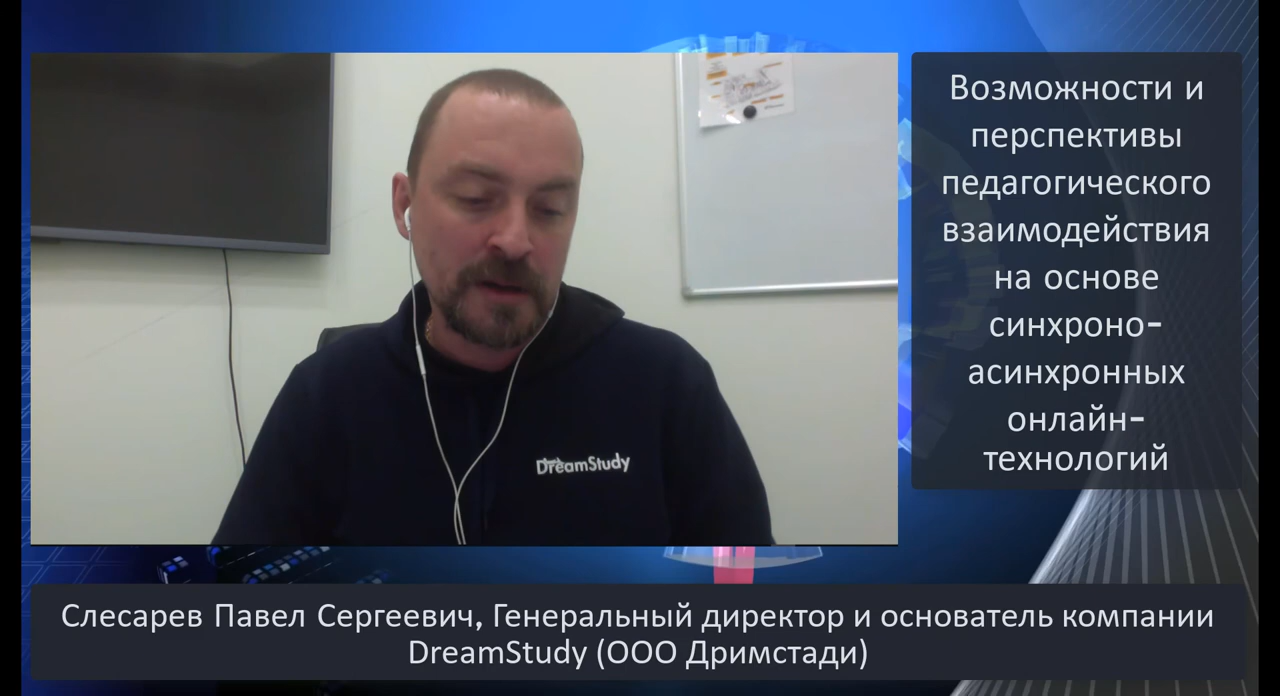 Возможности и
перспективы
педагогического
взаимодействия
на основе
синхроно-
асинхронных
онлайн-
технологий
DreamStudy
Слесарев Павел Сергеевич, Генеральный директор и основатель компании
DreamStudy (ООО Дримстади)